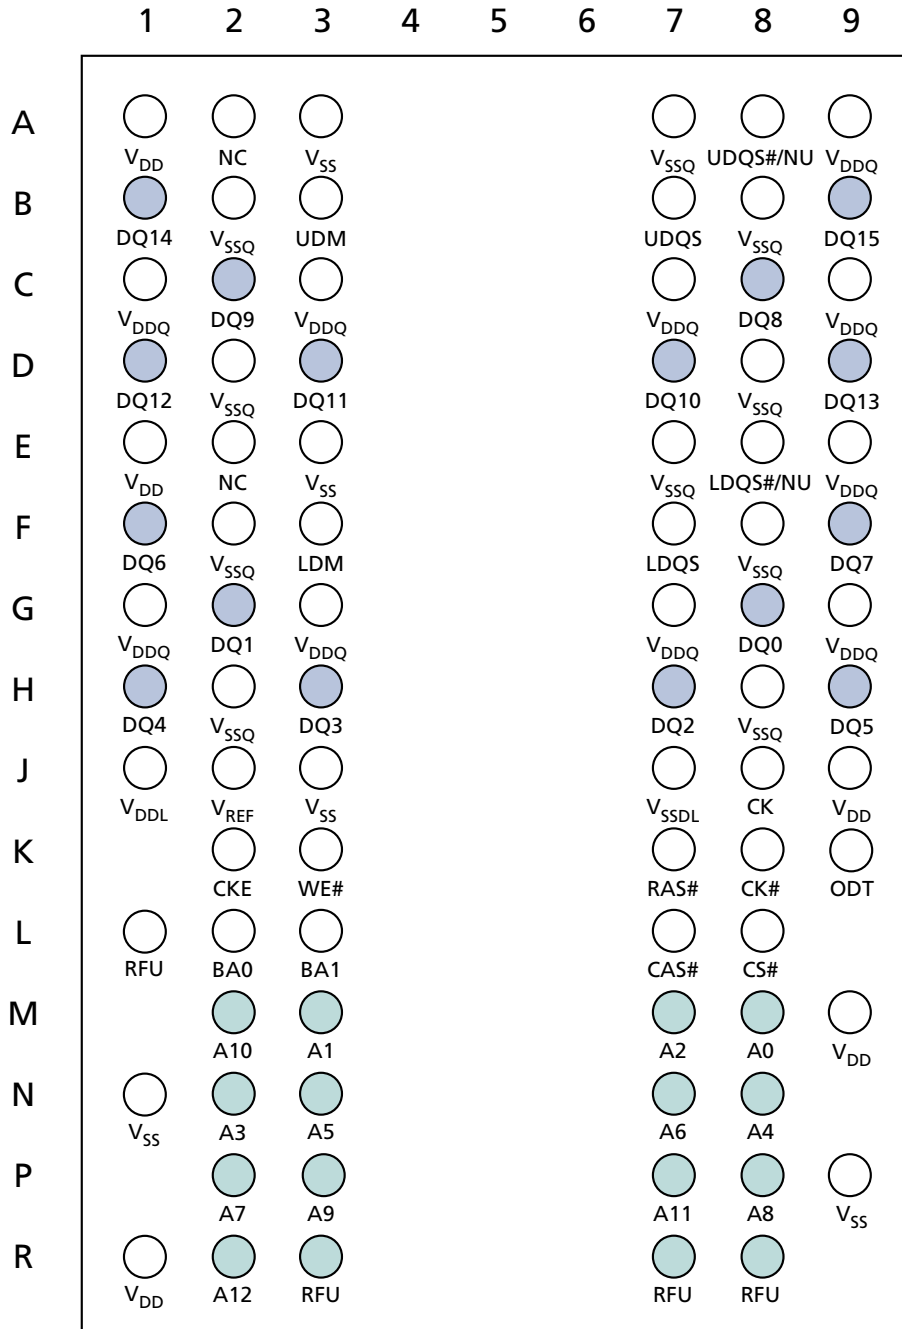 1 2 3 4 5 6 7 8 9
A
VDD NC VSS VSSQ UDQS#/NU VDDQ
B
DQ14 VSSQ UDM UDQS VSSQ DQ15
C
VDDQ DQ9 VDDQ VDDQ DQ8 VDDQ
D
DQ12 VSSQ DQ11 DQ10 VSSQ DQ13
E
VDD NC VSS VSSQ LDQS#/NU VDDQ
F
DQ6 VSSQ LDM LDQS VSSQ DQ7
G
VDDQ DQ1 VDDQ VDDQ DQ0 VDDQ
H
DQ4 VSSQ DQ3 DQ2 VSSQ DQ5
J
VDDL VREF VSS VSSDL CK VDD
K
CKE WE# RAS# CK# ODT
L
RFU BA0 BA1 CAS# CS#
M
A10 A1 A2 A0 VDD
N
VSS A3 A5 A6 A4
P
A7 A9 A11 A8 VSS
R
VDD A12 RFU RFU RFU